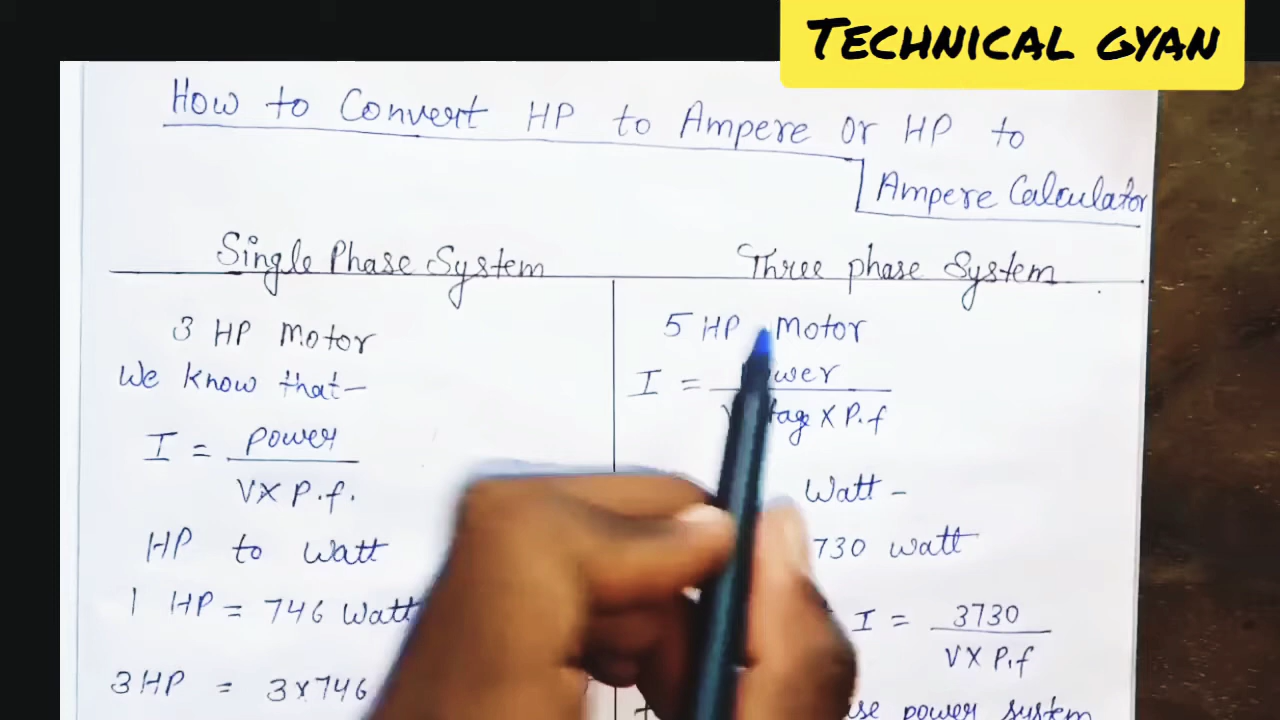 TECHNICAL GYAN
How to Convert HP to Ampere or HP to
Ampere Calculator
Single Phase System
3 HP Motor
We know that-
I = Power
V× P.f.
HP to Watt
1 HP = 746 Watt
3HP = 3×746
Three phase System
5 HP Motor
I =
× P.f
Watt -
730 watt
I = 3730
V× P.f
power system